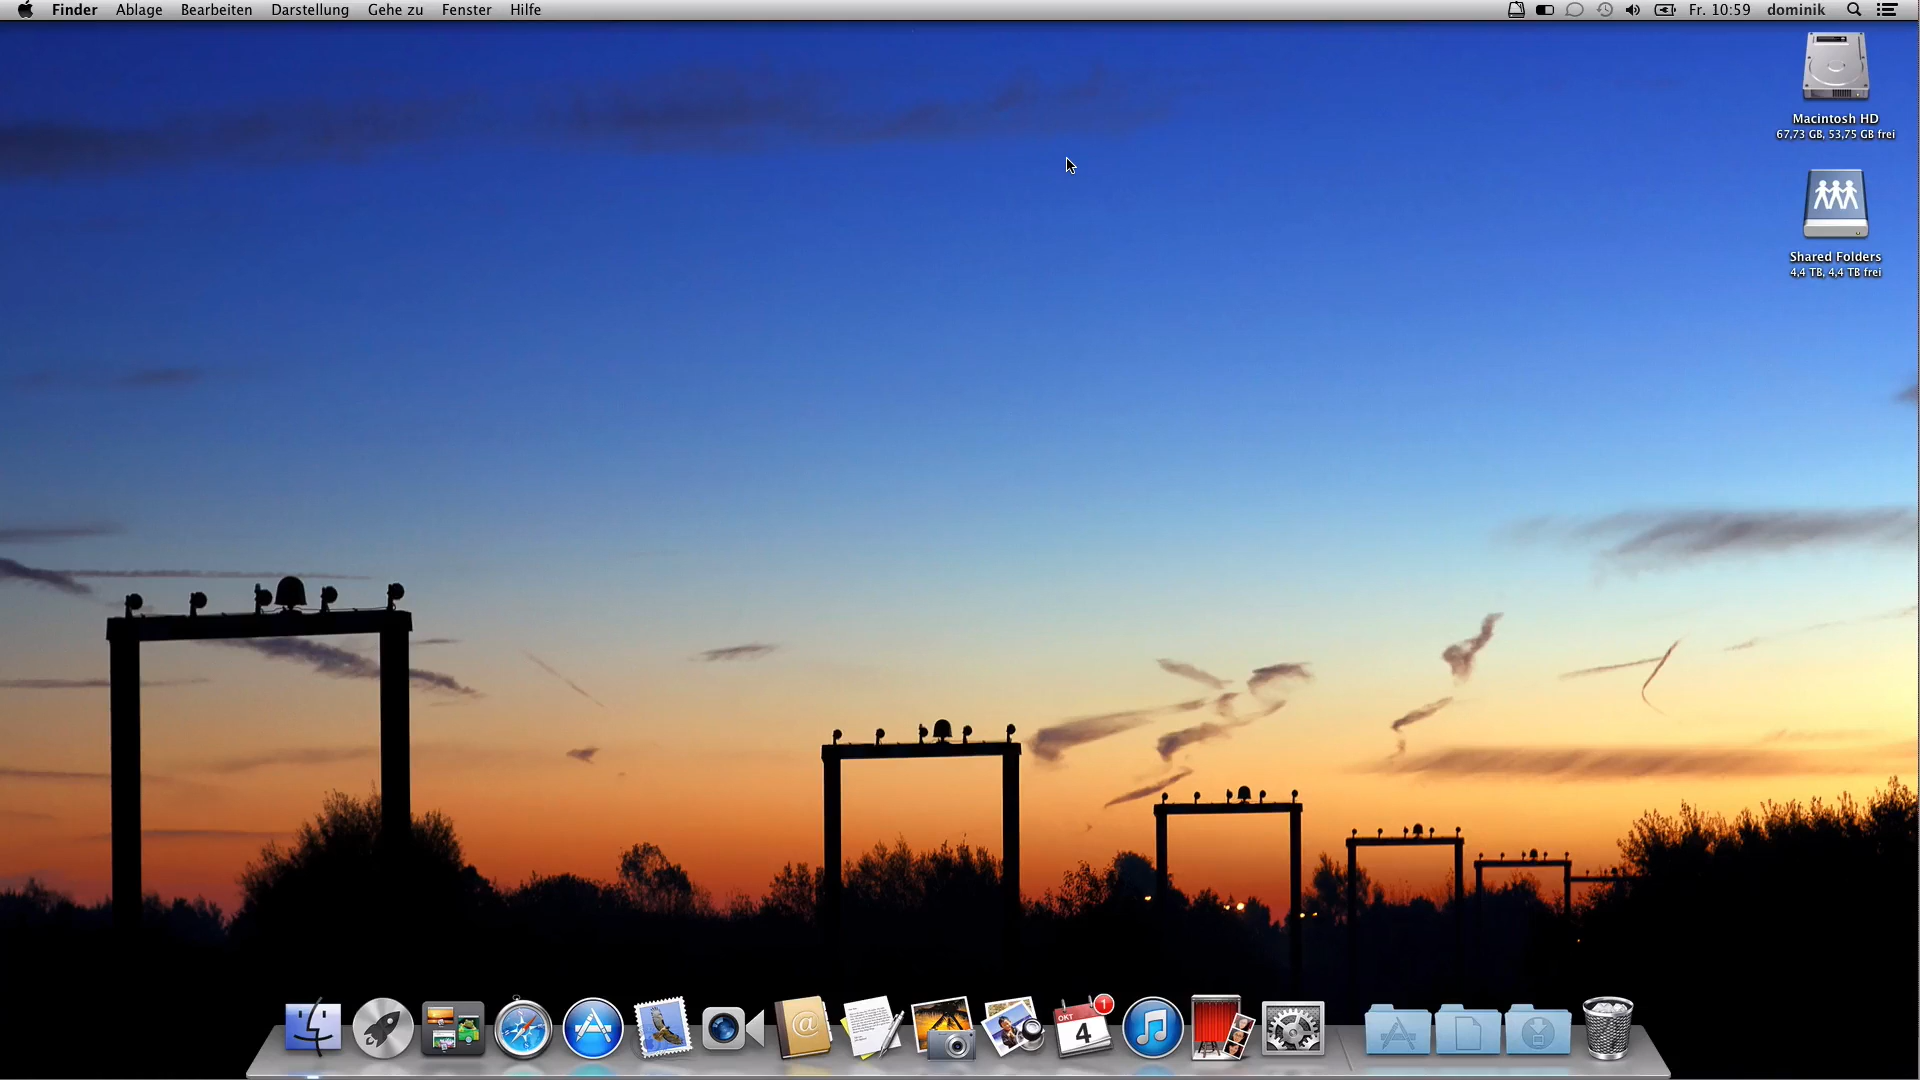 Finder Ablage Bearbeiten Darstellung Gehe zu Fenster Hilfe Fr. 10:59 dominik
Macintosh HD
67,73 GB, 53,75 GB frei
Shared Folders
4,4 TB, 4,4 TB frei
OKT
4
1